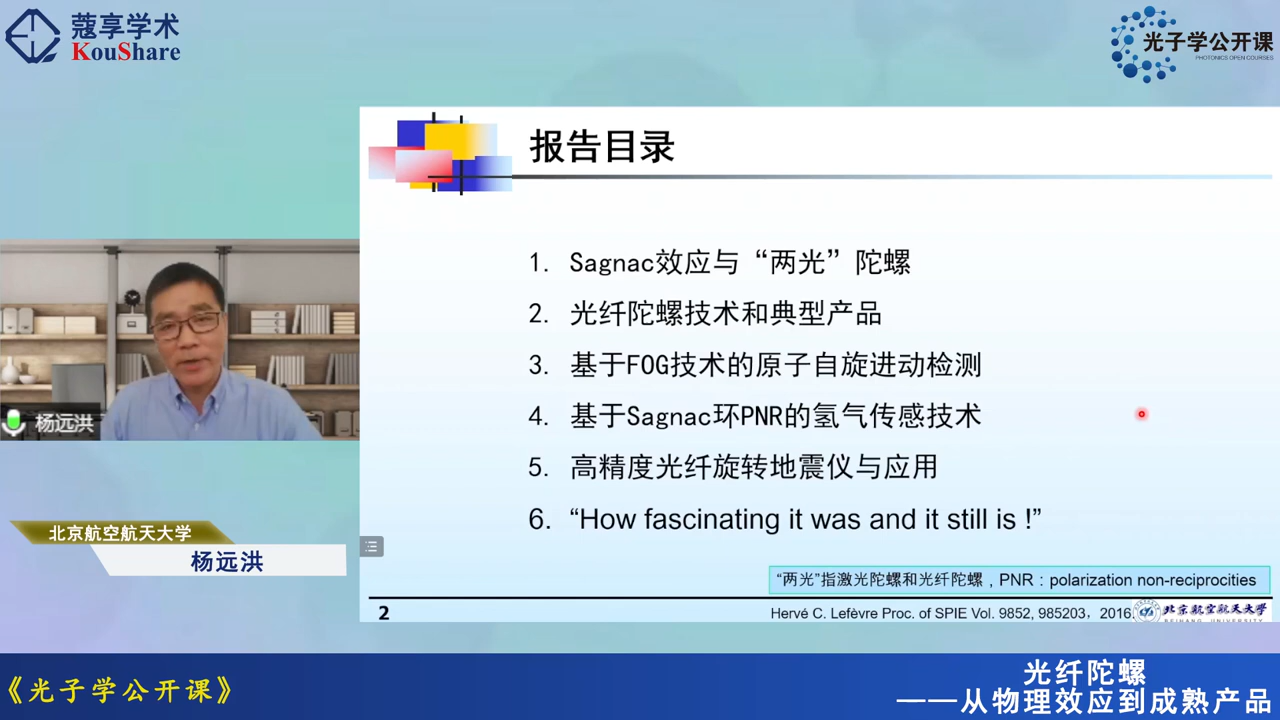 蔻享学术
KouShare
光子学公开课
PHOTONICS OPEN COURSES
报告目录
1. Sagnac效应与“两光”陀螺
2. 光纤陀螺技术和典型产品
3. 基于FOG技术的原子自旋进动检测
4. 基于Sagnac环PNR的氢气传感技术
5. 高精度光纤旋转地震仪与应用
6. “How fascinating it was and it still is !”
“两光”指激光陀螺和光纤陀螺，PNR：polarization non-reciprocities
2
Hervé C. Lefèvre Proc. of SPIE Vol. 9852, 985203，2016.
北京航空航天大学
BEIHANG UNIVERSITY
杨远洪
北京航空航天大学
杨远洪
《光子学公开课》
光纤陀螺
——从物理效应到成熟产品